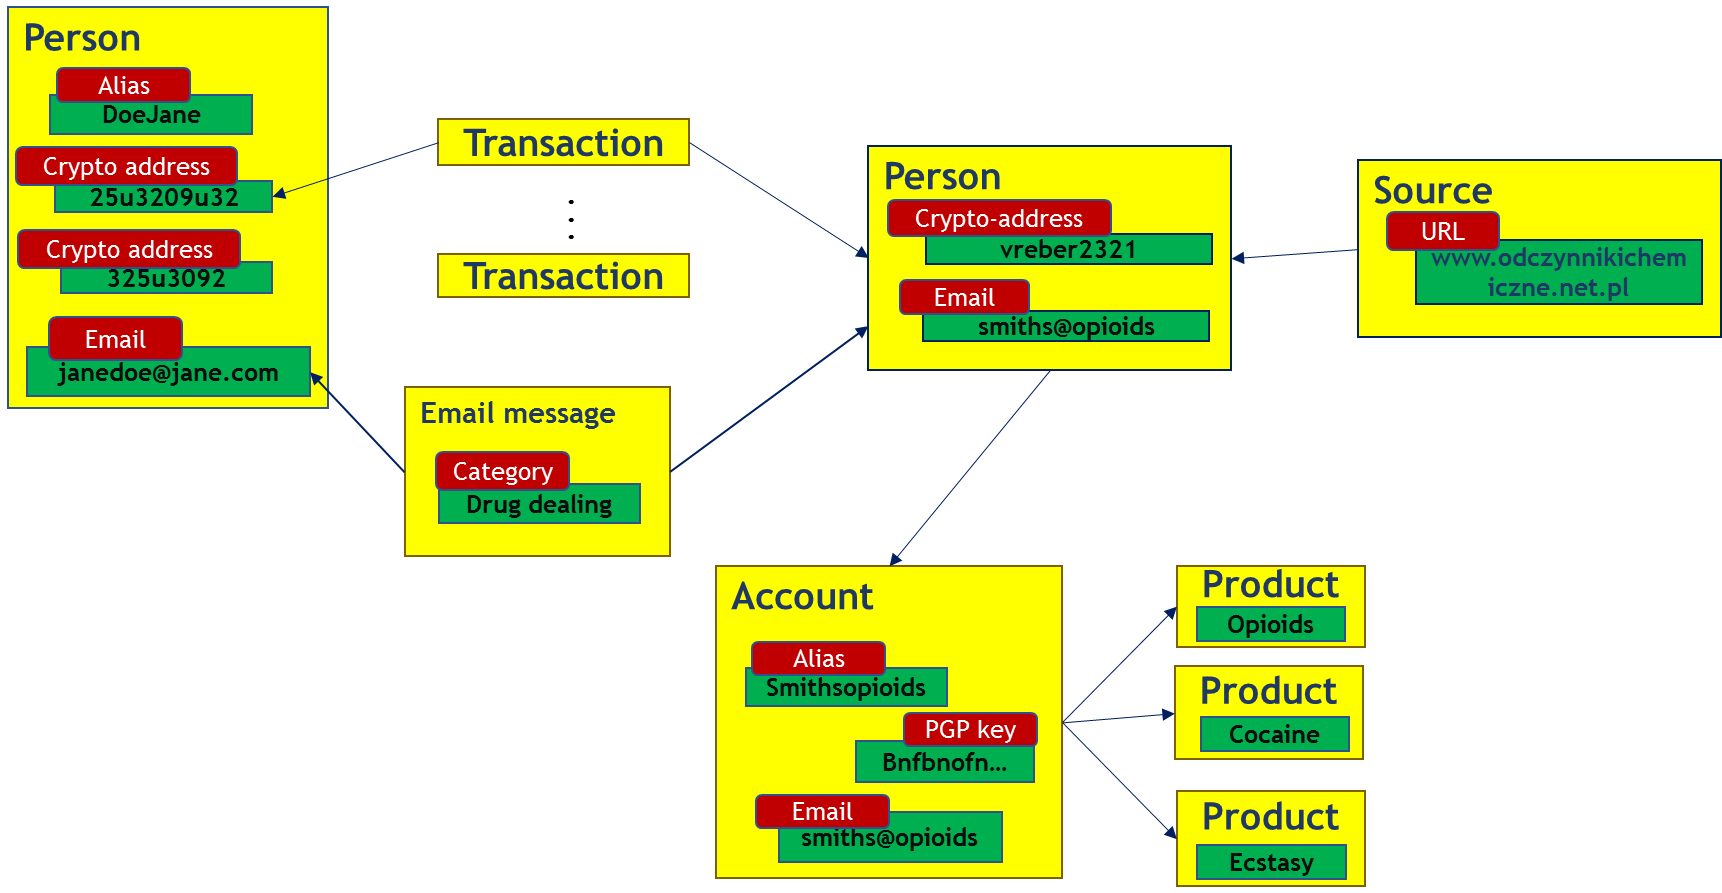 Person
Alias
DoeJane
Crypto address
25u3209u32
Crypto address
325u3092
Email
janedoe@jane.com
Transaction
Transaction
Email message
Category
Drug dealing
Person
Crypto-address
vreber2321
Email
smiths@opioids
Source
URL
www.odczynnikichem
iczne.net.pl
Account
Alias
Smithsopioids
PGP key
Bnfbnofn...
Email
smiths@opioids
Product
Opioids
Product
Cocaine
Product
Ecstasy